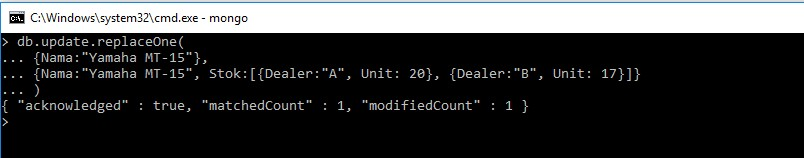 C:\Windows\system32\cmd.exe - mongo
> db.update.replaceOne(
... {Nama:"Yamaha MT-15"},
... {Nama:"Yamaha MT-15", Stok:[{Dealer:"A", Unit: 20}, {Dealer:"B", Unit: 17}]}
... )
{ "acknowledged" : true, "matchedCount" : 1, "modifiedCount" : 1 }
>